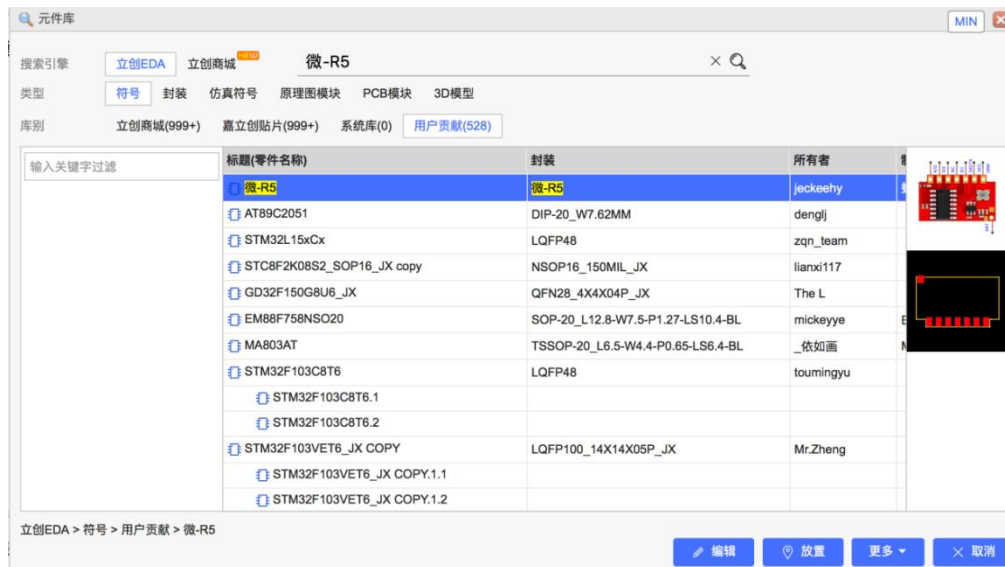 元件库
MIN
搜索引擎 立创EDA 立创商城 NEW 微-R5
类型 符号 封装 仿真符号 原理图模块 PCB模块 3D模型
库别 立创商城(999+) 嘉立创贴片(999+) 系统库(0) 用户贡献(528)
输入关键字过滤
标题(零件名称) 封装 所有者
微-R5 微-R5 jeckeehy
AT89C2051 DIP-20_W7.62MM denglj
STM32L15xCx LQFP48 zqn_team
STC8F2K08S2_SOP16_JX copy NSOP16_150MIL_JX lianxi117
GD32F150G8U6_JX QFN28_4X4X04P_JX The L
EM88F758NSO20 SOP-20_L12.8-W7.5-P1.27-LS10.4-BL mickeyye
MA803AT TSSOP-20_L6.5-W4.4-P0.65-LS6.4-BL _依如画
STM32F103C8T6 LQFP48 toumingyu
STM32F103C8T6.1
STM32F103C8T6.2
STM32F103VET6_JX COPY LQFP100_14X14X05P_JX Mr.Zheng
STM32F103VET6_JX COPY.1.1
STM32F103VET6_JX COPY.1.2
立创EDA > 符号 > 用户贡献 > 微-R5
编辑 放置 更多 取消